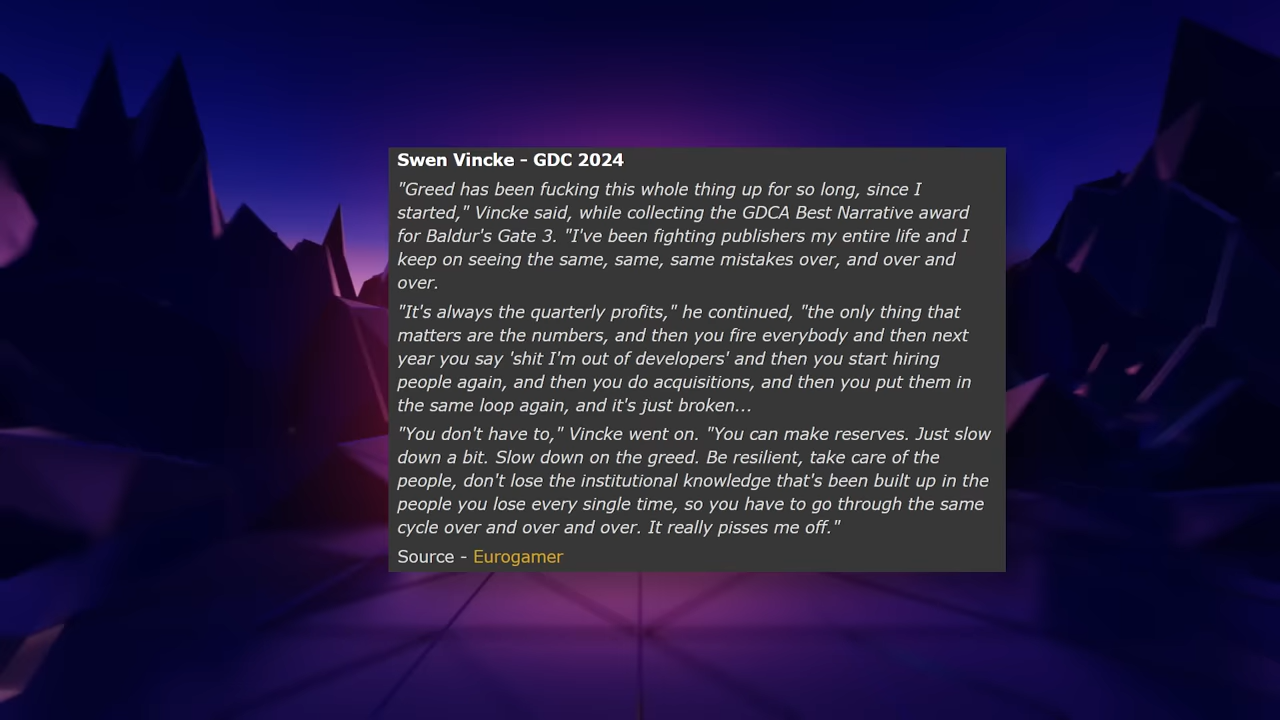 Swen Vincke - GDC 2024
"Greed has been fucking this whole thing up for so long, since I
started," Vincke said, while collecting the GDCA Best Narrative award
for Baldur's Gate 3. "I've been fighting publishers my entire life and I
keep on seeing the same, same, same mistakes over, and over and
over.
"It's always the quarterly profits," he continued, "the only thing that
matters are the numbers, and then you fire everybody and then next
year you say 'shit I'm out of developers' and then you start hiring
people again, and then you do acquisitions, and then you put them in
the same loop again, and it's just broken...
"You don't have to," Vincke went on. "You can make reserves. Just slow
down a bit. Slow down on the greed. Be resilient, take care of the
people, don't lose the institutional knowledge that's been built up in the
people you lose every single time, so you have to go through the same
cycle over and over and over. It really pisses me off."
Source - Eurogamer